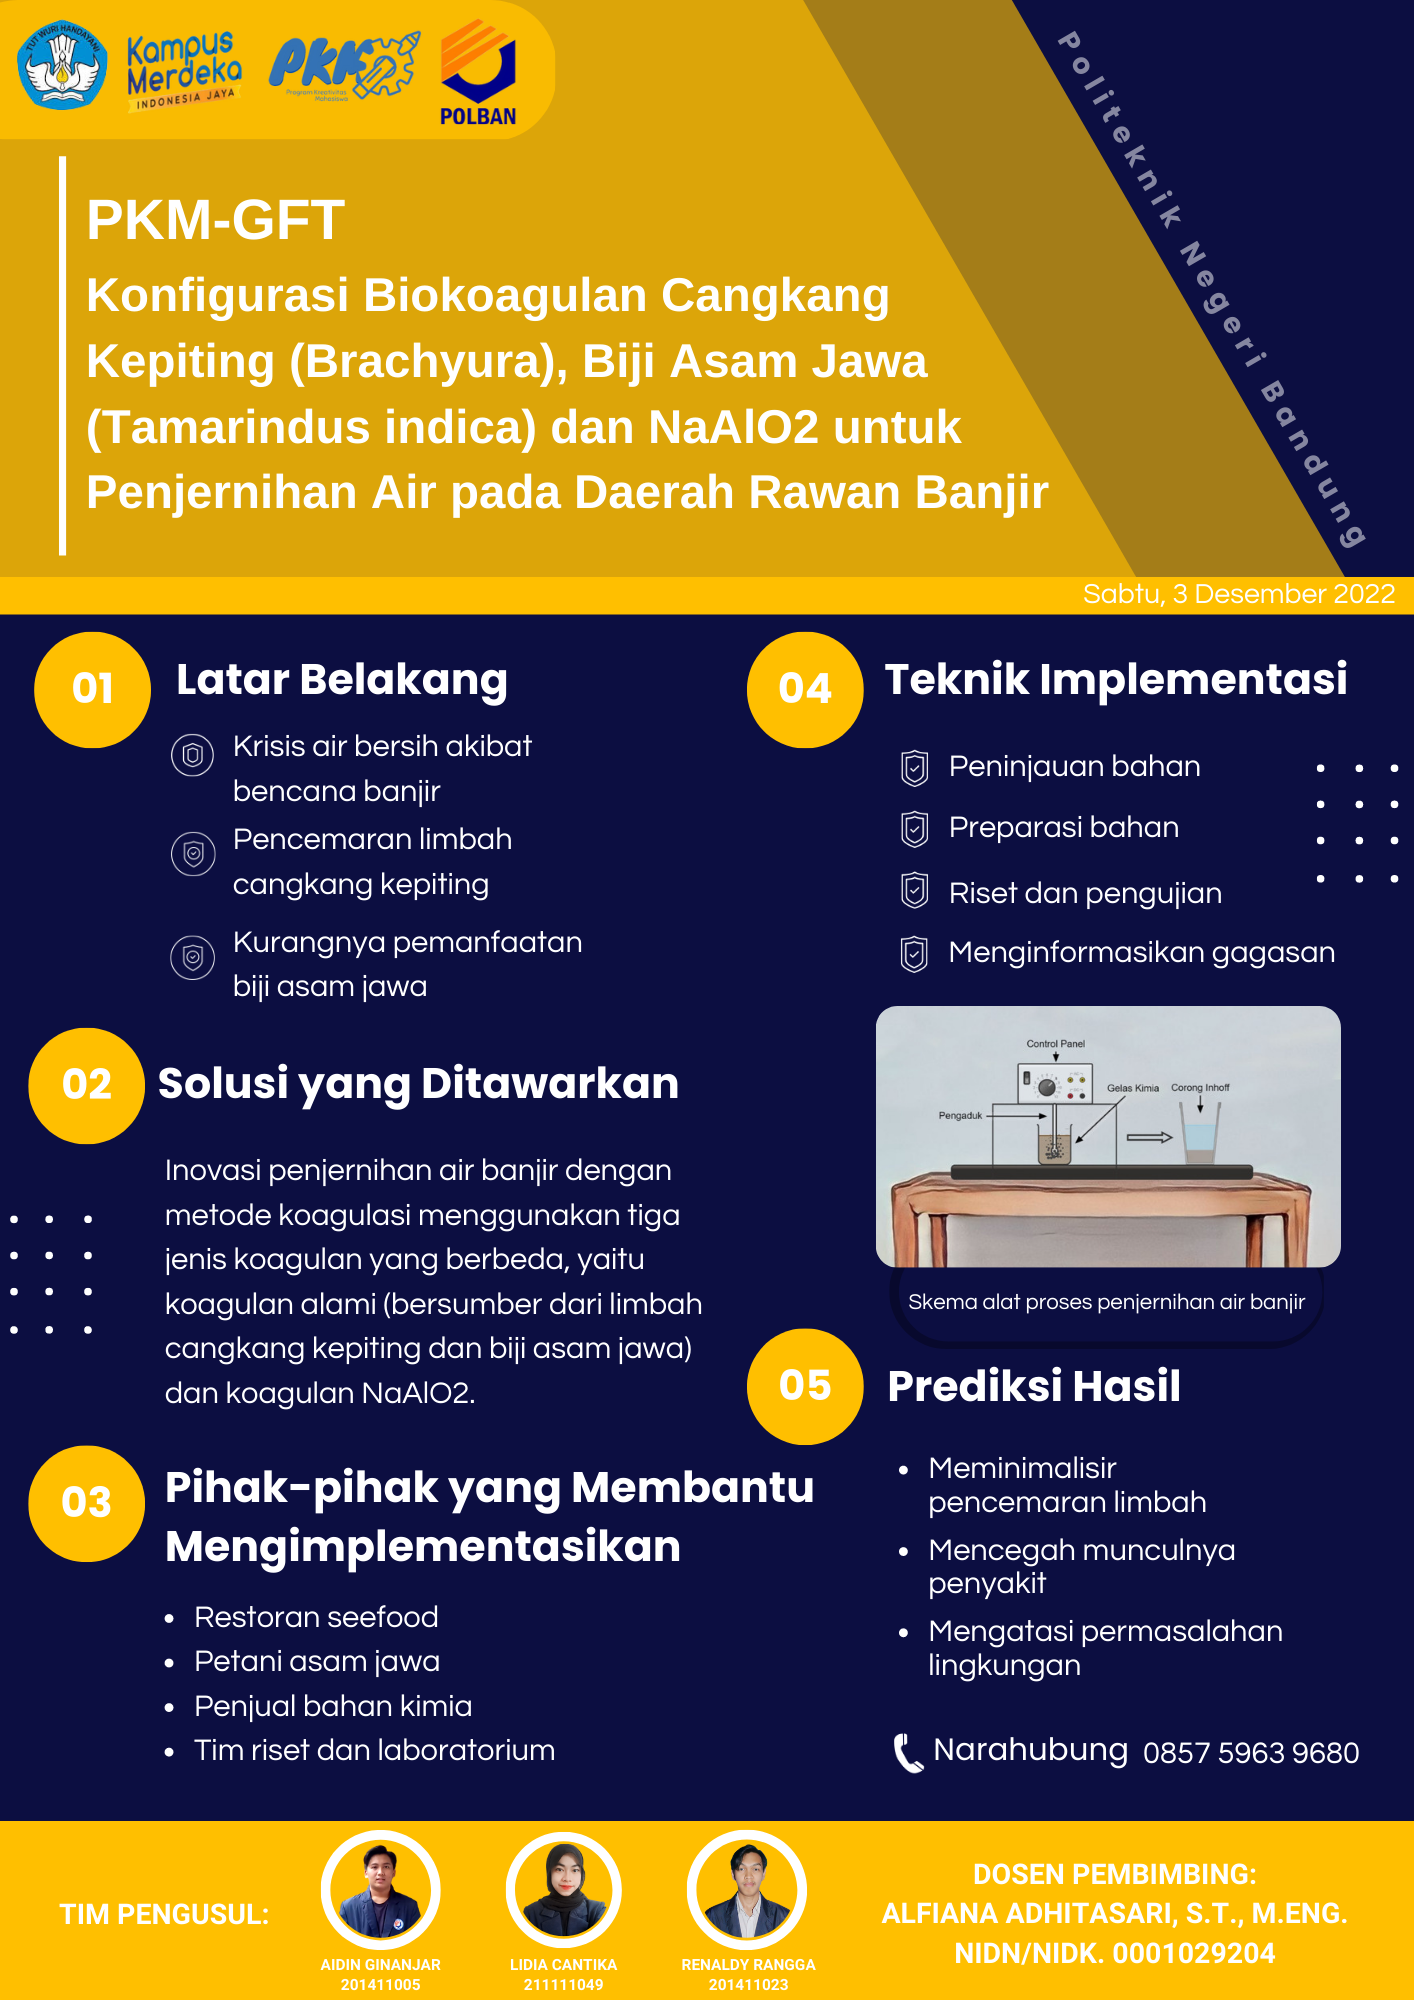 TUT WURI HANDAYANI
Kampus
Merdeka
INDONESIA JAYA
PKM
Program Kreativitas
Mahasiswa
POLBAN
Politeknik Negeri Bandung
PKM-GFT
Konfigurasi Biokoagulan Cangkang
Kepiting (Brachyura), Biji Asam Jawa
(Tamarindus indica) dan NaAlO2 untuk
Penjernihan Air pada Daerah Rawan Banjir
Sabtu, 3 Desember 2022
01
Latar Belakang
Krisis air bersih akibat
bencana banjir
Pencemaran limbah
cangkang kepiting
Kurangnya pemanfaatan
biji asam jawa
02
Solusi yang Ditawarkan
Inovasi penjernihan air banjir dengan
metode koagulasi menggunakan tiga
jenis koagulan yang berbeda, yaitu
koagulan alami (bersumber dari limbah
cangkang kepiting dan biji asam jawa)
dan koagulan NaAlO2.
03
Pihak-pihak yang Membantu
Mengimplementasikan
• Restoran seefood
• Petani asam jawa
• Penjual bahan kimia
• Tim riset dan laboratorium
04
Teknik Implementasi
Peninjauan bahan
Preparasi bahan
Riset dan pengujian
Menginformasikan gagasan
Control Panel
Gelas Kimia
Corong Inhoff
Pengaduk
Skema alat proses penjernihan air banjir
05
Prediksi Hasil
• Meminimalisir
pencemaran limbah
• Mencegah munculnya
penyakit
• Mengatasi permasalahan
lingkungan
Narahubung 0857 5963 9680
TIM PENGUSUL:
AIDIN GINANJAR
201411005
LIDIA CANTIKA
211111049
RENALDY RANGGA
201411023
DOSEN PEMBIMBING:
ALFIANA ADHITASARI, S.T., M.ENG.
NIDN/NIDK. 0001029204